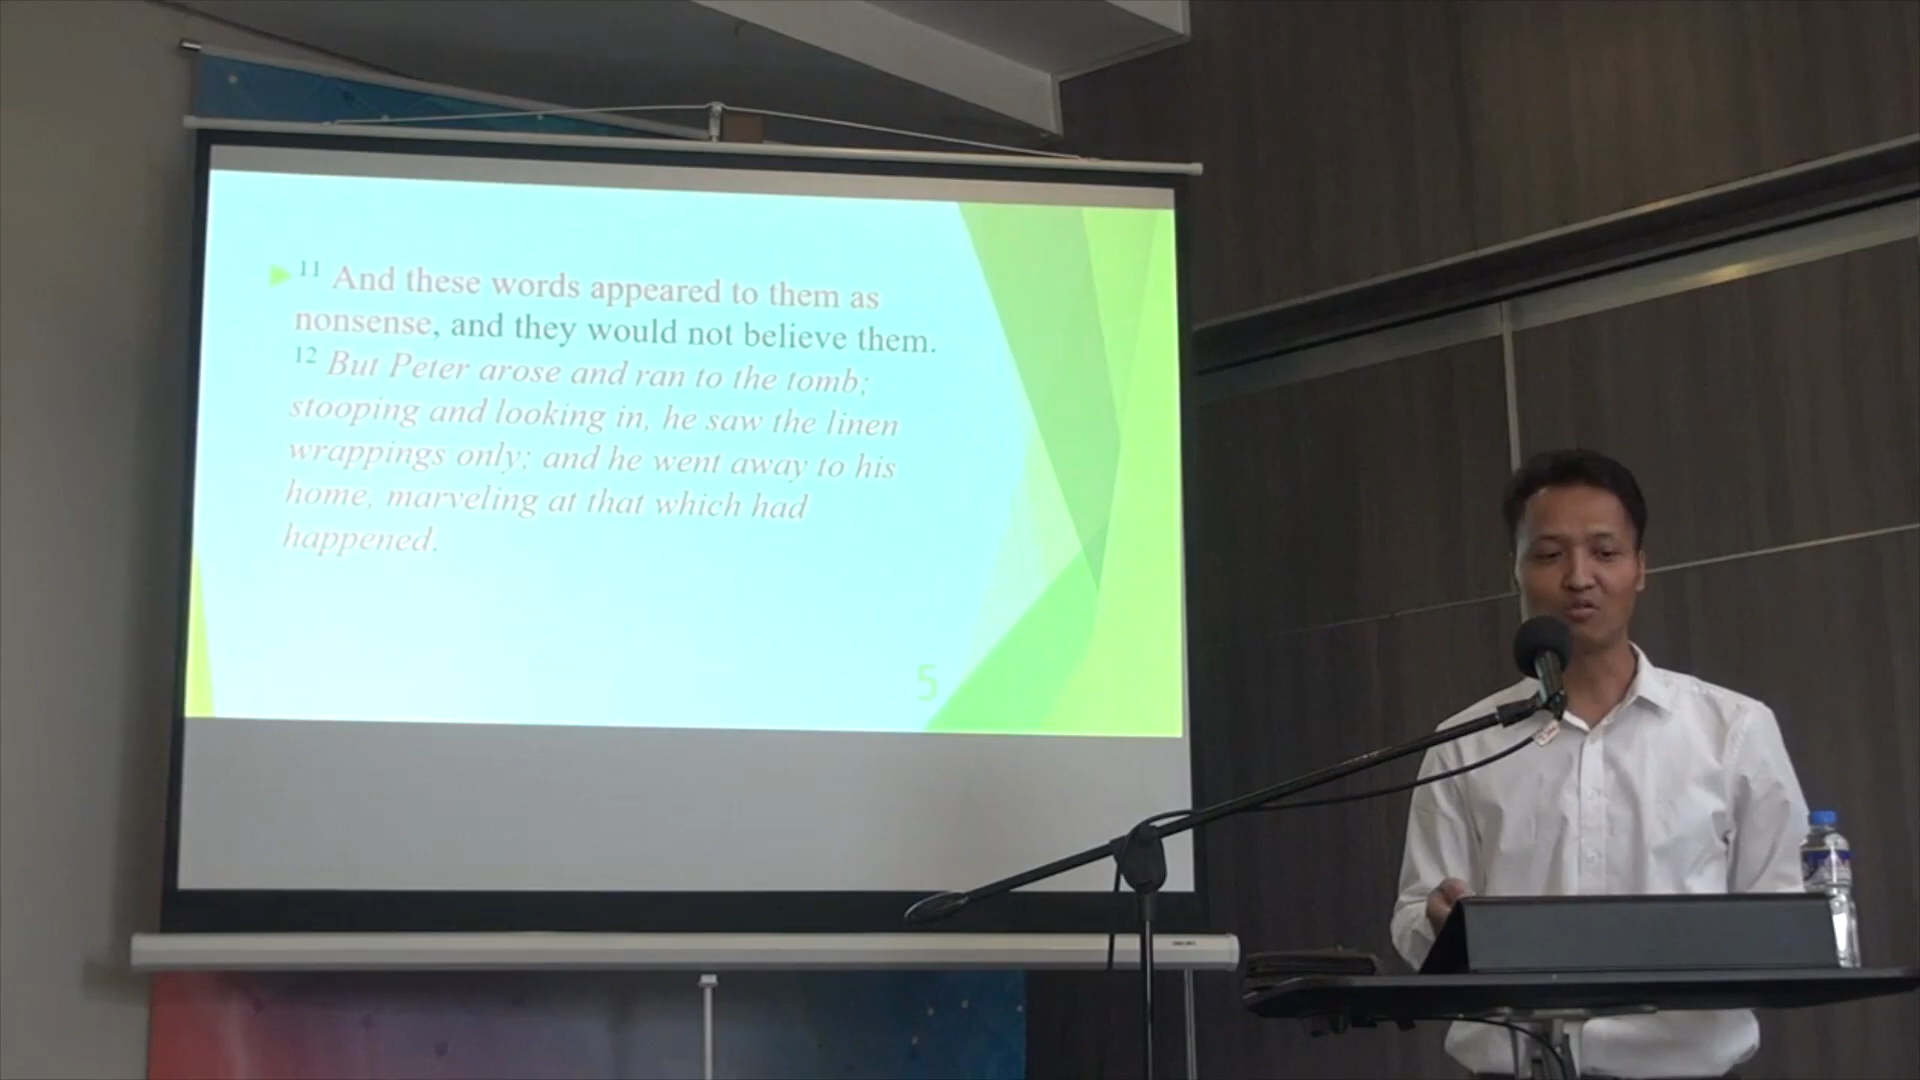 11 And these words appeared to them as
nonsense, and they would not believe them.
12 But Peter arose and ran to the tomb;
stooping and looking in, he saw the linen
wrappings only; and he went away to his
home, marveling at that which had
happened.
5